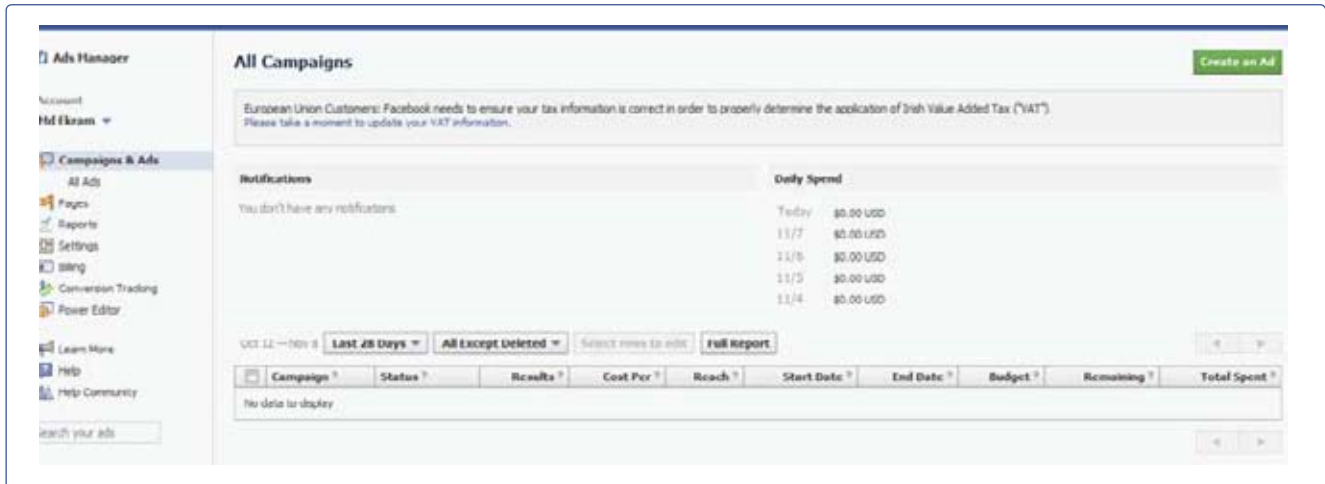 Ads Manager
Account
Md Ekram
Campaigns & Ads
All Ads
Pages
Reports
Settings
Billing
Conversion Tracking
Power Editor
Learn More
Help
Help Community
Search your ads
All Campaigns
Create an Ad
European Union Customers: Facebook needs to ensure your tax information is correct in order to properly determine the application of Irish Value Added Tax ("VAT")
Please take a moment to update your VAT information.
Notifications
You don't have any notifications
Daily Spend
Today $0.00 USD
11/7 $0.00 USD
11/6 $0.00 USD
11/5 $0.00 USD
11/4 $0.00 USD
Oct 12 — Nov 8 Last 28 Days All Except Deleted Select rows to edit Full Report
Campaign ? Status ? Results ? Cost Per ? Reach ? Start Date ? End Date ? Budget ? Remaining ? Total Spent ?
No data to display